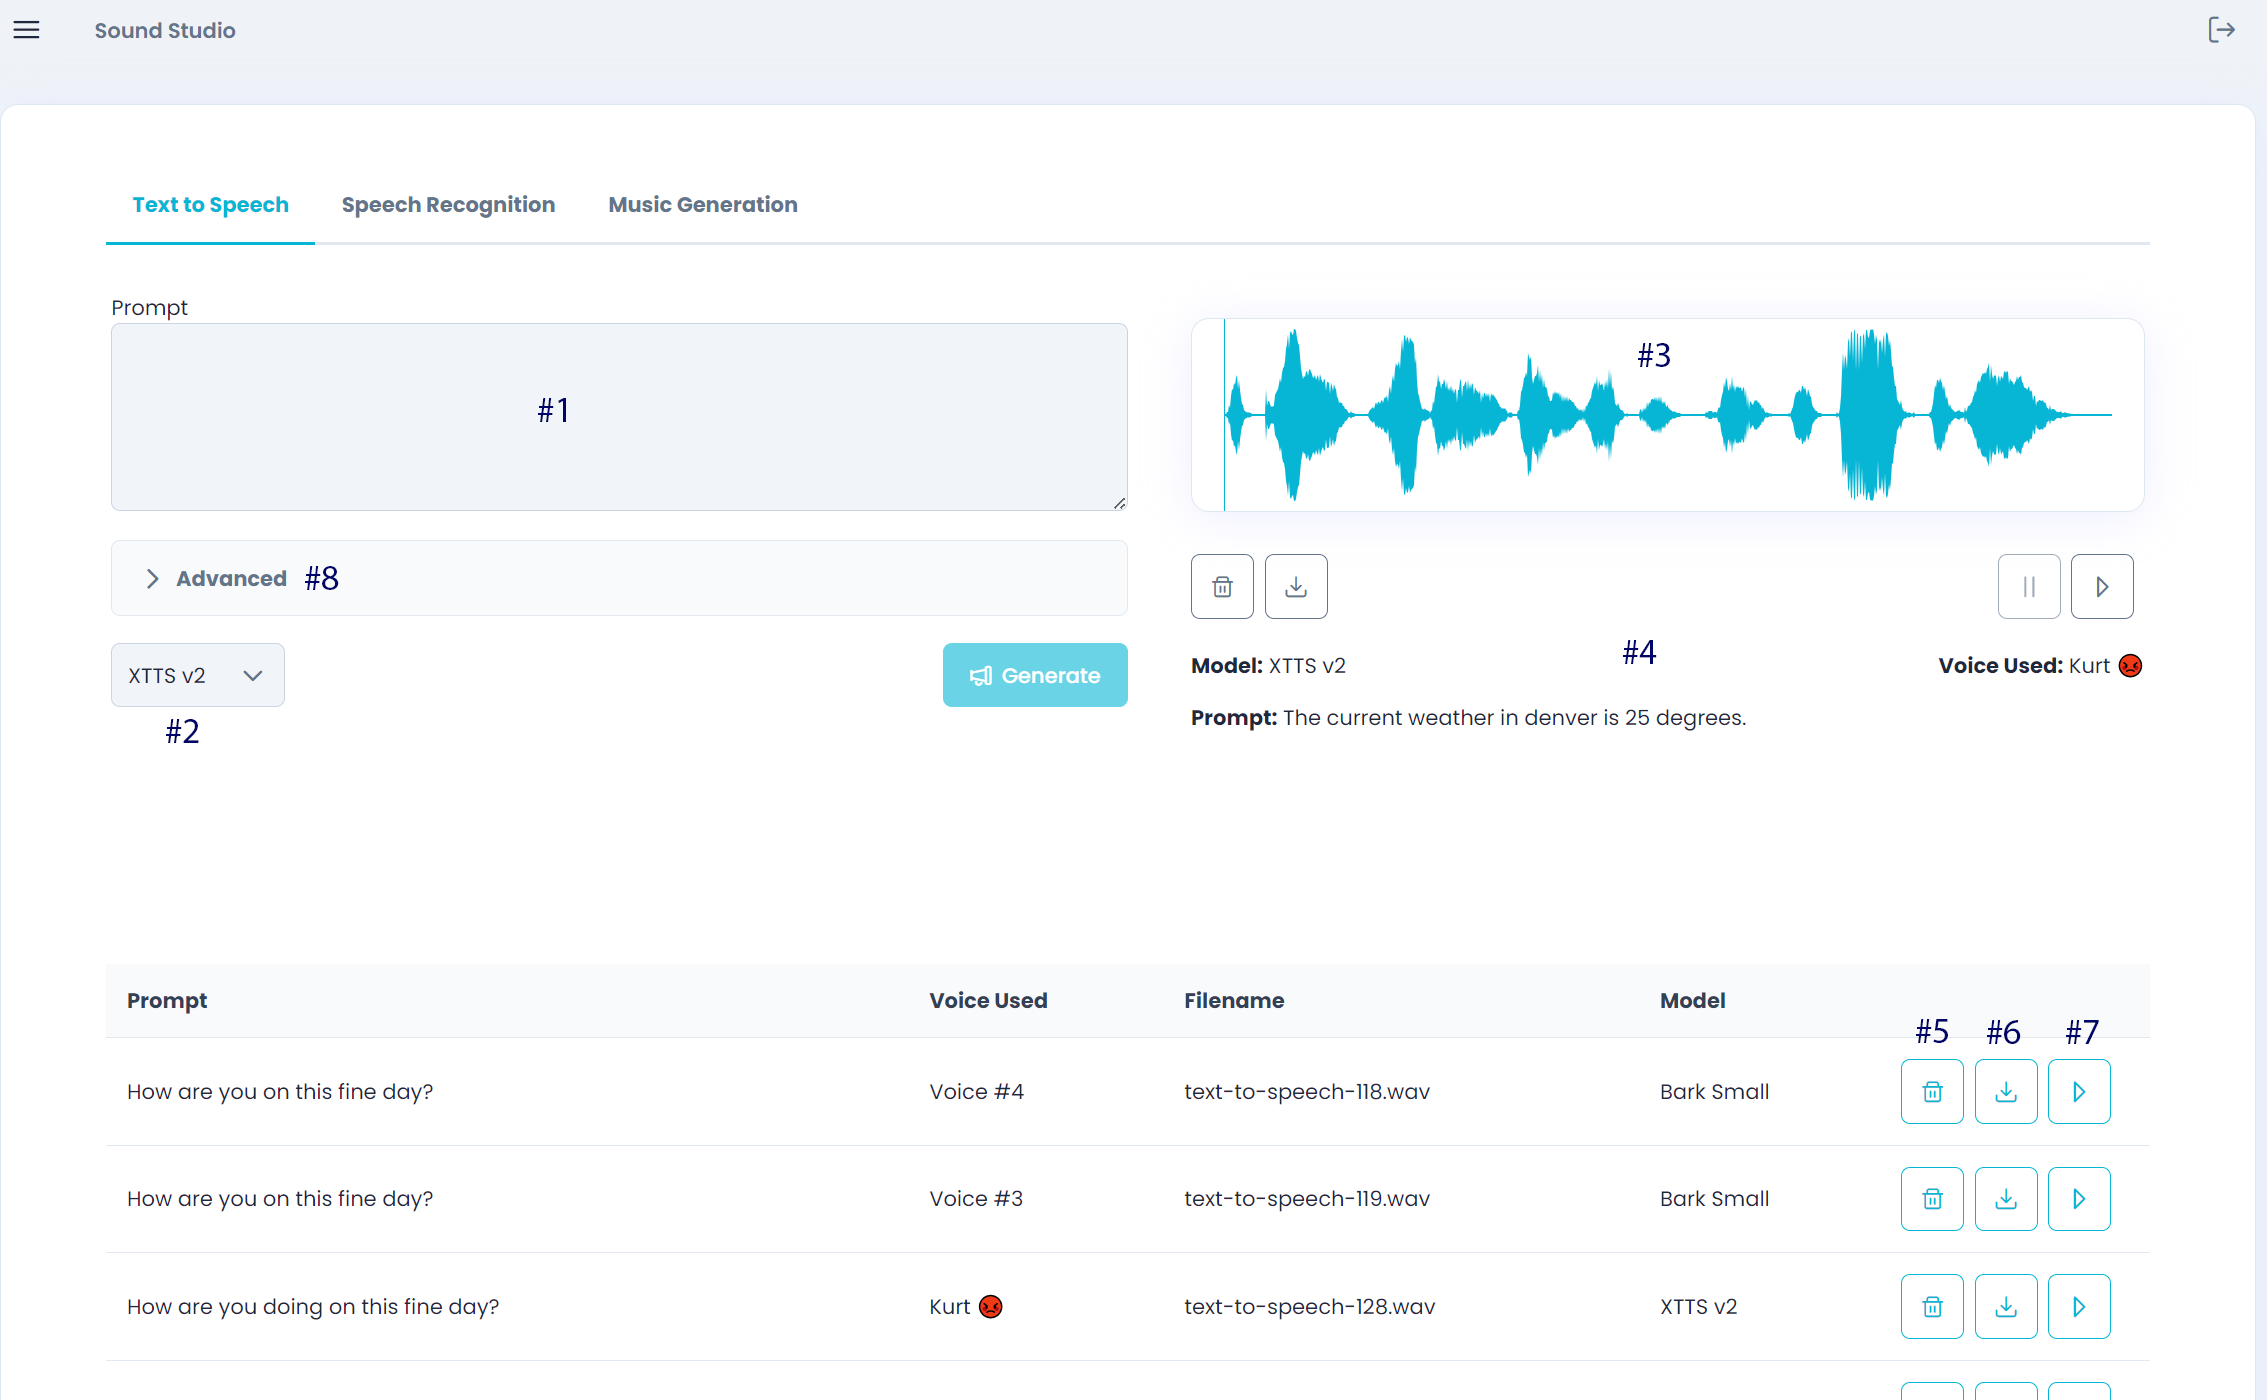 Sound Studio
Text to Speech
Speech Recognition
Music Generation
Prompt
#1
#3
Advanced #8
XTTS v2
Generate
#2
#4
Model: XTTS v2
Voice Used: Kurt 😡
Prompt: The current weather in denver is 25 degrees.
Prompt Voice Used Filename Model
#5 #6 #7
How are you on this fine day? Voice #4 text-to-speech-118.wav Bark Small
How are you on this fine day? Voice #3 text-to-speech-119.wav Bark Small
How are you doing on this fine day? Kurt 😡 text-to-speech-128.wav XTTS v2